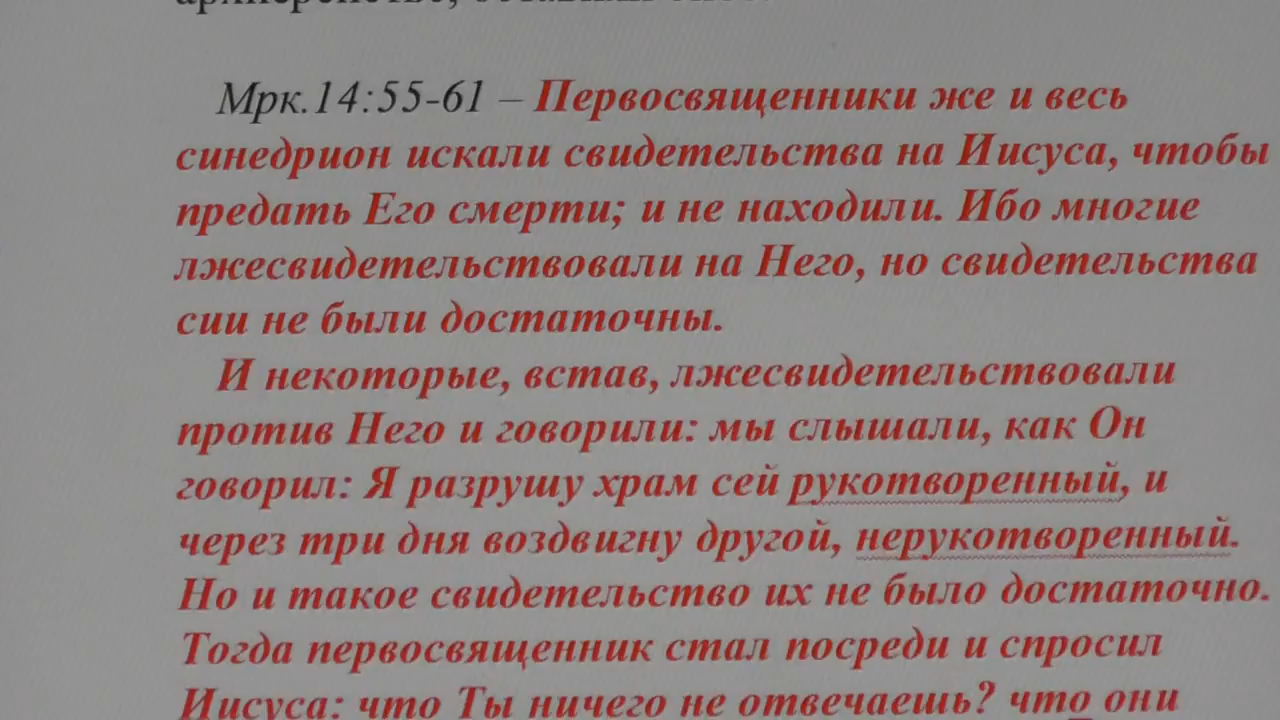 Мрк.14:55-61 – Первосвященники же и весь
синедрион искали свидетельства на Иисуса, чтобы
предать Его смерти; и не находили. Ибо многие
лжесвидетельствовали на Него, но свидетельства
сии не были достаточны.
И некоторые, встав, лжесвидетельствовали
против Него и говорили: мы слышали, как Он
говорил: Я разрушу храм сей рукотворенный, и
через три дня воздвигну другой, нерукотворенный.
Но и такое свидетельство их не было достаточно.
Тогда первосвященник стал посреди и спросил
Иисуса: что Ты ничего не отвечаешь? что они